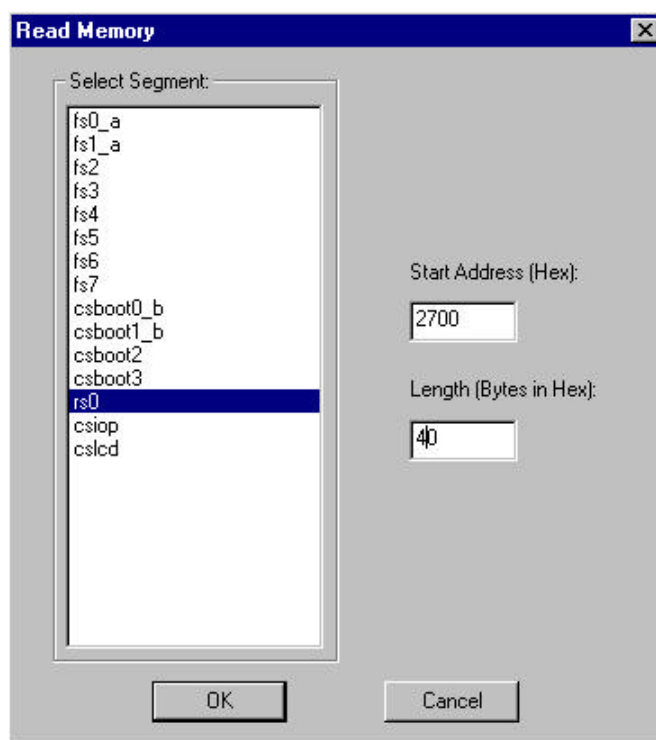 Read Memory
Select Segment:
fs0_a
fs1_a
fs2
fs3
fs4
fs5
fs6
fs7
csboot0_b
csboot1_b
csboot2
csboot3
rs0
csiop
cslcd
Start Address (Hex):
2700
Length (Bytes in Hex):
40
OK
Cancel